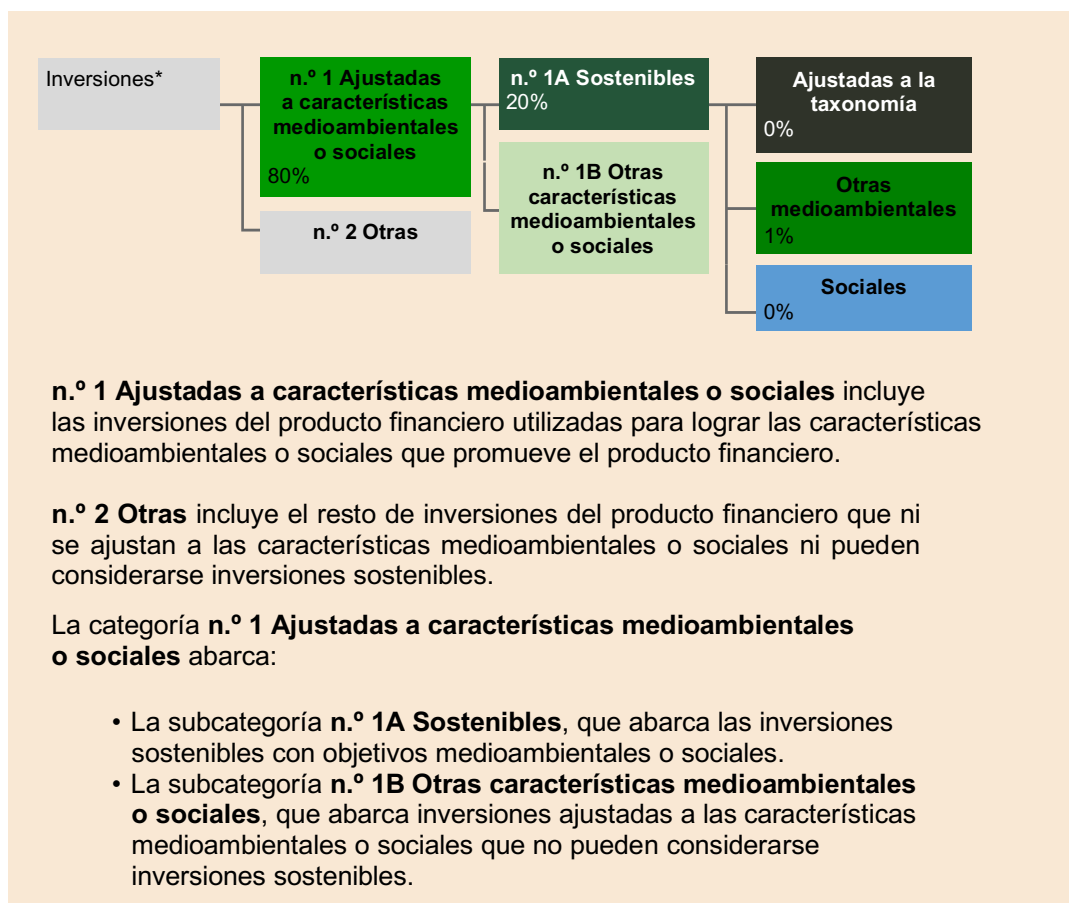 Inversiones*
n.º 1 Ajustadas
a características
medioambientales
o sociales
80%
n.º 2 Otras
n.º 1A Sostenibles
20%
n.º 1B Otras
características
medioambientales
o sociales
Ajustadas a la
taxonomía
0%
Otras
medioambientales
1%
Sociales
0%
n.º 1 Ajustadas a características medioambientales o sociales incluye
las inversiones del producto financiero utilizadas para lograr las características
medioambientales o sociales que promueve el producto financiero.
n.º 2 Otras incluye el resto de inversiones del producto financiero que ni
se ajustan a las características medioambientales o sociales ni pueden
considerarse inversiones sostenibles.
La categoría n.º 1 Ajustadas a características medioambientales
o sociales abarca:
• La subcategoría n.º 1A Sostenibles, que abarca las inversiones
sostenibles con objetivos medioambientales o sociales.
• La subcategoría n.º 1B Otras características medioambientales
o sociales, que abarca inversiones ajustadas a las características
medioambientales o sociales que no pueden considerarse
inversiones sostenibles.